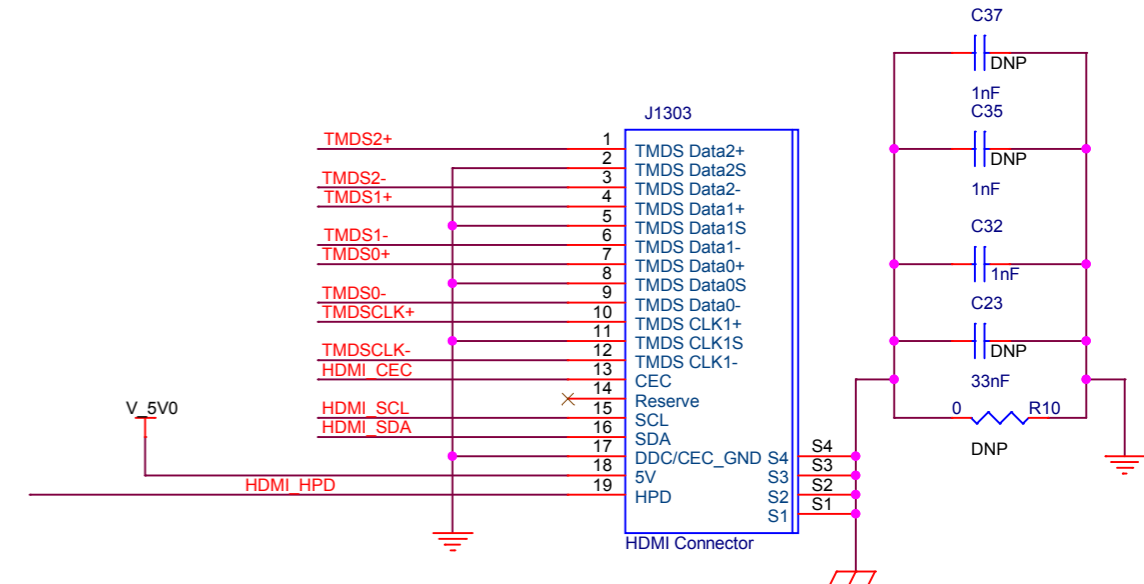 C37
DNP
1nF
C35
DNP
1nF
C32
1nF
C23
DNP
33nF
0 R10
DNP
J1303
TMDS2+ 1 TMDS Data2+
2 TMDS Data2S
TMDS2- 3 TMDS Data2-
TMDS1+ 4 TMDS Data1+
5 TMDS Data1S
TMDS1- 6 TMDS Data1-
TMDS0+ 7 TMDS Data0+
8 TMDS Data0S
TMDS0- 9 TMDS Data0-
TMDSCLK+ 10 TMDS CLK1+
11 TMDS CLK1S
TMDSCLK- 12 TMDS CLK1-
HDMI_CEC 13 CEC
14 Reserve
V_5V0
HDMI_SCL 15 SCL
HDMI_SDA 16 SDA
17 DDC/CEC_GND S4 S4
18 5V S3 S3
HDMI_HPD 19 HPD S2 S2
S1 S1
HDMI Connector